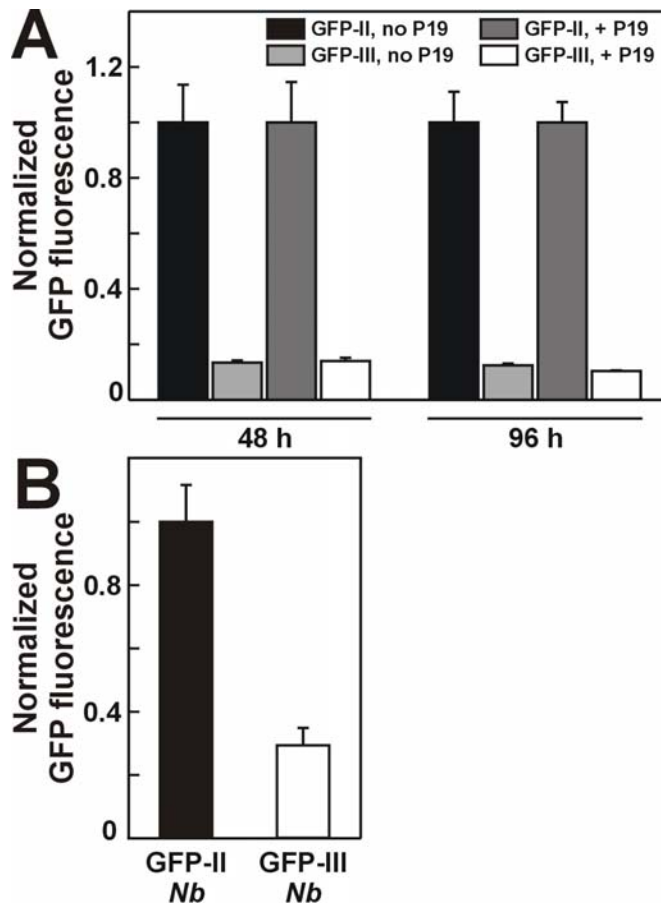 A
GFP-II, no P19
GFP-II, + P19
GFP-III, no P19
GFP-III, + P19
Normalized
GFP fluorescence
1.2
0.8
0.4
0
48 h
96 h
B
Normalized
GFP fluorescence
0.8
0.4
0
GFP-II
Nb
GFP-III
Nb